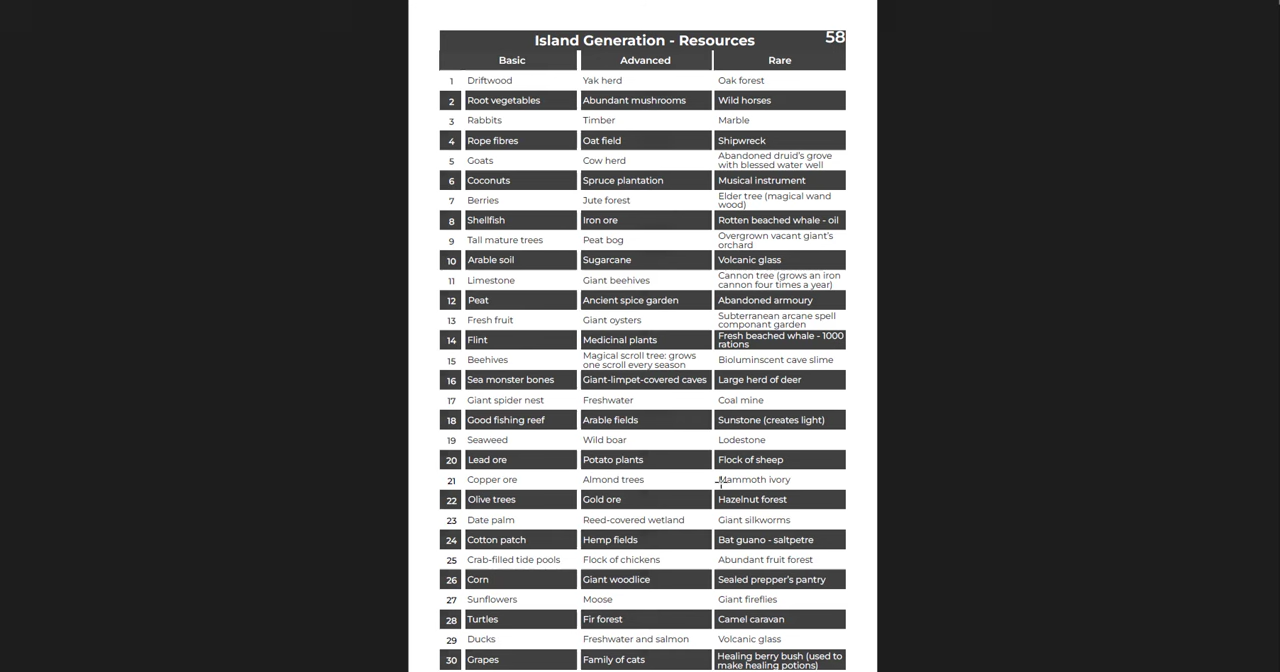 Island Generation - Resources 58
Basic Advanced Rare
1 Driftwood Yak herd Oak forest
2 Root vegetables Abundant mushrooms Wild horses
3 Rabbits Timber Marble
4 Rope fibres Oat field Shipwreck
5 Goats Cow herd Abandoned druid's grove
with blessed water well
6 Coconuts Spruce plantation Musical instrument
7 Berries Jute forest Elder tree (magical wand
wood)
8 Shellfish Iron ore Rotten beached whale - oil
9 Tall mature trees Peat bog Overgrown vacant giant's
orchard
10 Arable soil Sugarcane Volcanic glass
11 Limestone Giant beehives Cannon tree (grows an iron
cannon four times a year)
12 Peat Ancient spice garden Abandoned armoury
13 Fresh fruit Giant oysters Subterranean arcane spell
componant garden
14 Flint Medicinal plants Fresh beached whale - 1000
rations
15 Beehives Magical scroll tree: grows
one scroll every season Bioluminscent cave slime
16 Sea monster bones Giant-limpet-covered caves Large herd of deer
17 Giant spider nest Freshwater Coal mine
18 Good fishing reef Arable fields Sunstone (creates light)
19 Seaweed Wild boar Lodestone
20 Lead ore Potato plants Flock of sheep
21 Copper ore Almond trees Mammoth ivory
22 Olive trees Gold ore Hazelnut forest
23 Date palm Reed-covered wetland Giant silkworms
24 Cotton patch Hemp fields Bat guano - saltpetre
25 Crab-filled tide pools Flock of chickens Abundant fruit forest
26 Corn Giant woodlice Sealed prepper's pantry
27 Sunflowers Moose Giant fireflies
28 Turtles Fir forest Camel caravan
29 Ducks Freshwater and salmon Volcanic glass
30 Grapes Family of cats Healing berry bush (used to
make healing potions)